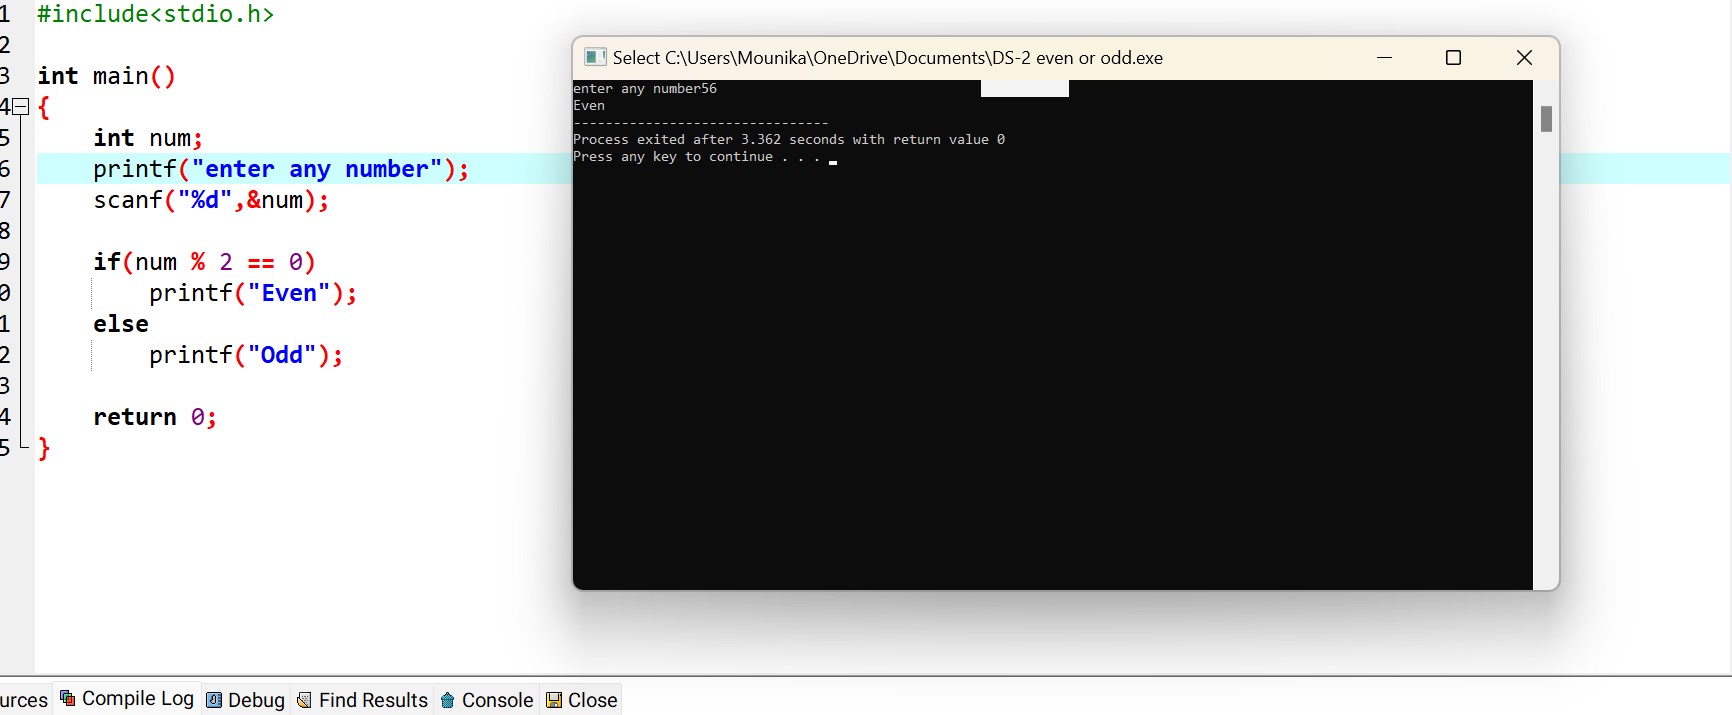 1 #include<stdio.h>
2
3 int main()
4 {
5 int num;
6 printf("enter any number");
7 scanf("%d",&num);
8
9 if(num % 2 == 0)
0 printf("Even");
1 else
2 printf("Odd");
3
4 return 0;
5 }
Select C:\Users\Mounika\OneDrive\Documents\DS-2 even or odd.exe
enter any number56
Even
--------------------------------
Process exited after 3.362 seconds with return value 0
Press any key to continue . . .
urces Compile Log Debug Find Results Console Close